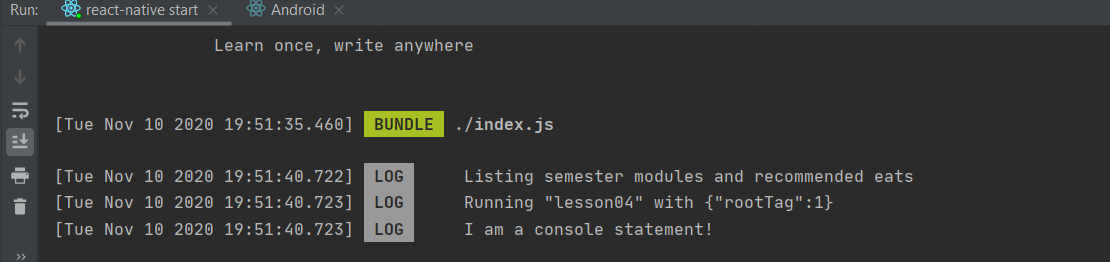 Run: react-native start Android
Learn once, write anywhere
[Tue Nov 10 2020 19:51:35.460] BUNDLE ./index.js
[Tue Nov 10 2020 19:51:40.722] LOG Listing semester modules and recommended eats
[Tue Nov 10 2020 19:51:40.723] LOG Running "lesson04" with {"rootTag":1}
[Tue Nov 10 2020 19:51:40.723] LOG I am a console statement!